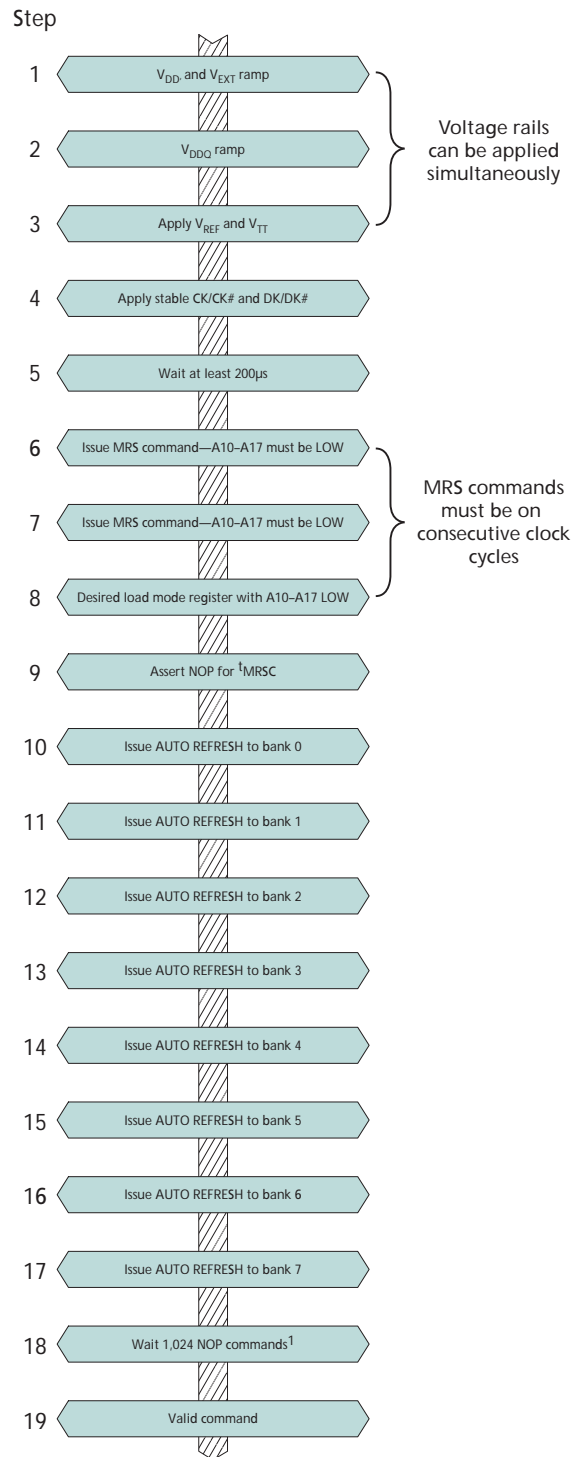 Step
1 V_DD, and V_EXT ramp
2 V_DDQ ramp
3 Apply V_REF and V_TT
Voltage rails
can be applied
simultaneously
4 Apply stable CK/CK# and DK/DK#
5 Wait at least 200μs
6 Issue MRS command—A10–A17 must be LOW
7 Issue MRS command—A10–A17 must be LOW
8 Desired load mode register with A10–A17 LOW
MRS commands
must be on
consecutive clock
cycles
9 Assert NOP for ᵗMRSC
10 Issue AUTO REFRESH to bank 0
11 Issue AUTO REFRESH to bank 1
12 Issue AUTO REFRESH to bank 2
13 Issue AUTO REFRESH to bank 3
14 Issue AUTO REFRESH to bank 4
15 Issue AUTO REFRESH to bank 5
16 Issue AUTO REFRESH to bank 6
17 Issue AUTO REFRESH to bank 7
18 Wait 1,024 NOP commands¹
19 Valid command